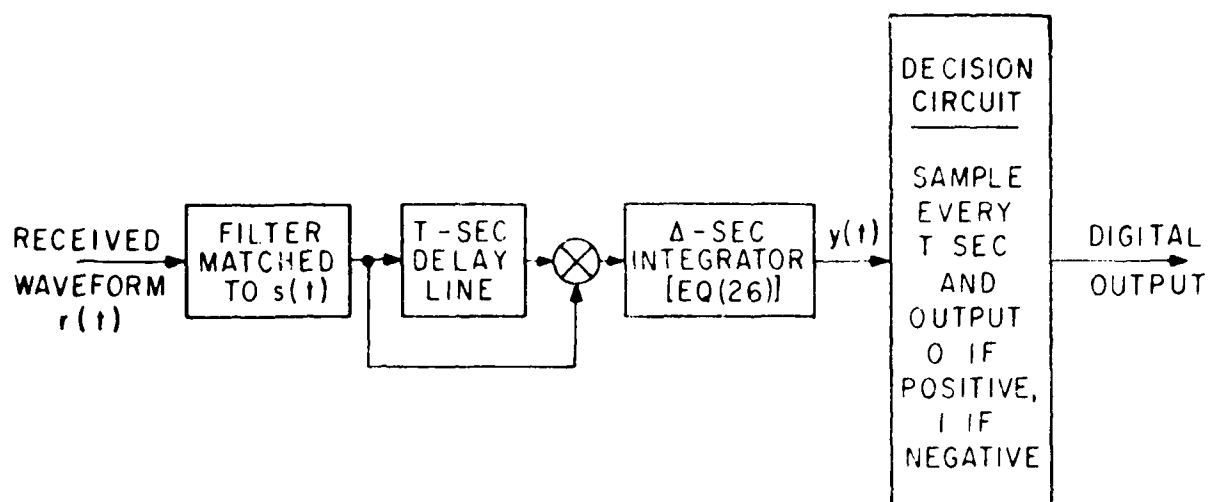 RECEIVED
WAVEFORM
r(t)
FILTER
MATCHED
TO s(t)
T-SEC
DELAY
LINE
Δ-SEC
INTEGRATOR
[EQ(26)]
y(t)
DECISION
CIRCUIT
SAMPLE
EVERY
T SEC
AND
OUTPUT
0 IF
POSITIVE,
1 IF
NEGATIVE
DIGITAL
OUTPUT